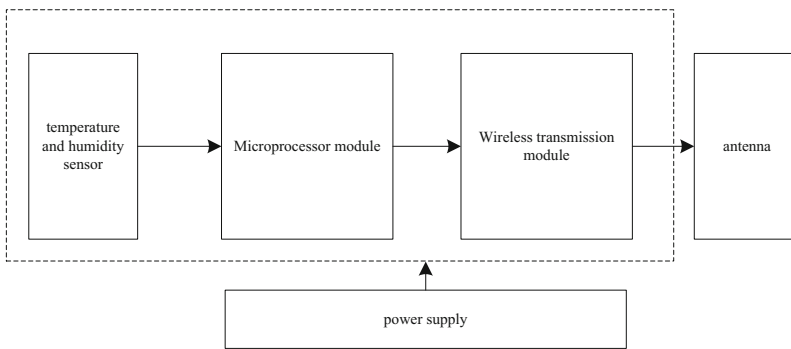 temperature
and humidity
sensor
Microprocessor module
Wireless transmission
module
antenna
power supply